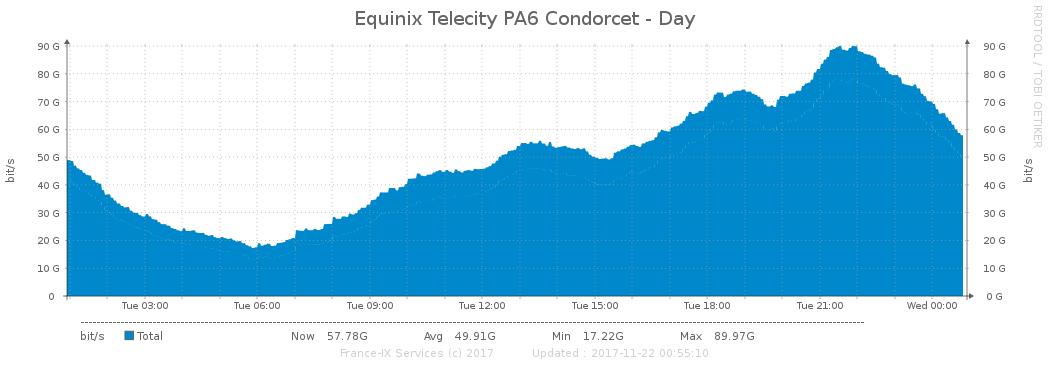 Equinix Telecity PA6 Condorcet - Day
RRDTOOL / TOBI OETIKER
bit/s
90 G 90 G
80 G 80 G
70 G 70 G
60 G 60 G
50 G 50 G
40 G 40 G
30 G 30 G
20 G 20 G
10 G 10 G
0 0 G
bit/s
Tue 03:00 Tue 06:00 Tue 09:00 Tue 12:00 Tue 15:00 Tue 18:00 Tue 21:00 Wed 00:00
bit/s Total Now 57.78G Avg 49.91G Min 17.22G Max 89.97G
France-IX Services (c) 2017 Updated : 2017-11-22 00:55:10